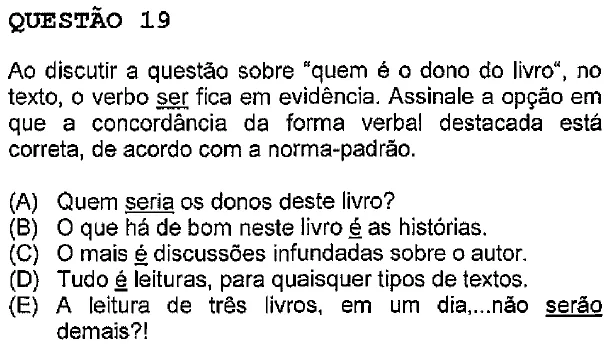 QUESTÃO 19
Ao discutir a questão sobre "quem é o dono do livro", no
texto, o verbo ser fica em evidência. Assinale a opção em
que a concordância da forma verbal destacada está
correta, de acordo com a norma-padrão.
(A) Quem seria os donos deste livro?
(B) O que há de bom neste livro é as histórias.
(C) O mais é discussões infundadas sobre o autor.
(D) Tudo é leituras, para quaisquer tipos de textos.
(E) A leitura de três livros, em um dia,...não serão
demais?!